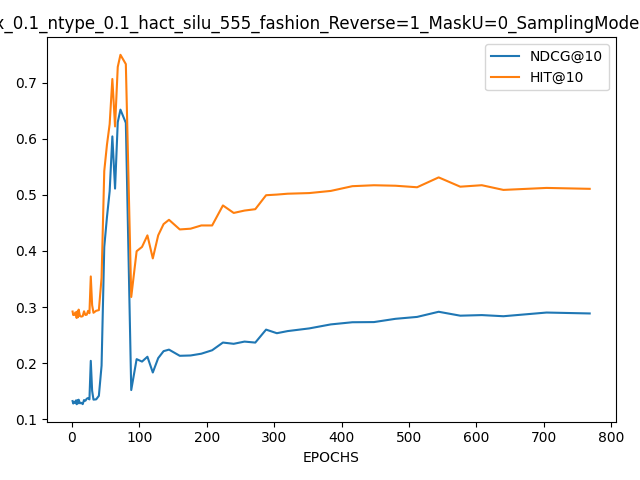 x_0.1_ntype_0.1_hact_silu_555_fashion_Reverse=1_MaskU=0_SamplingMode
NDCG@10
HIT@10
0.7
0.6
0.5
0.4
0.3
0.2
0.1
0 100 200 300 400 500 600 700 800
EPOCHS